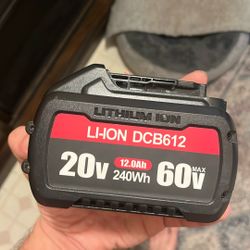 LITHIUM ION
LI-ION DCB612
20v 12.0Ah 240Wh 60v MAX